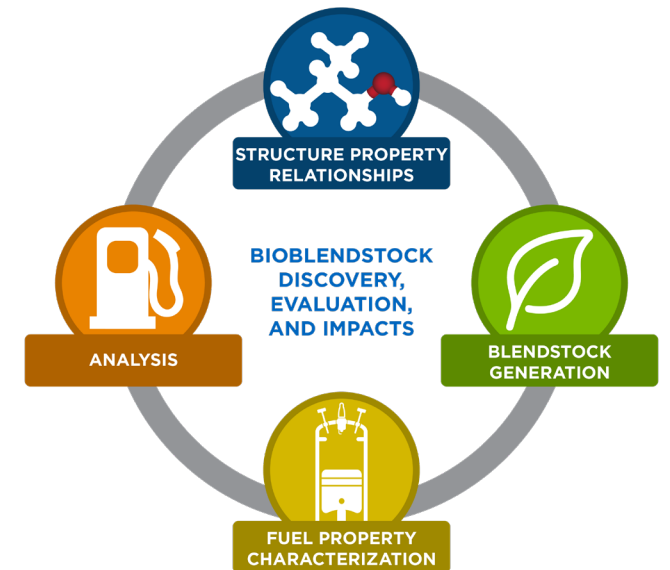 STRUCTURE PROPERTY
RELATIONSHIPS
BIOBLENDSTOCK
DISCOVERY,
EVALUATION,
AND IMPACTS
ANALYSIS
BLENDSTOCK
GENERATION
FUEL PROPERTY
CHARACTERIZATION